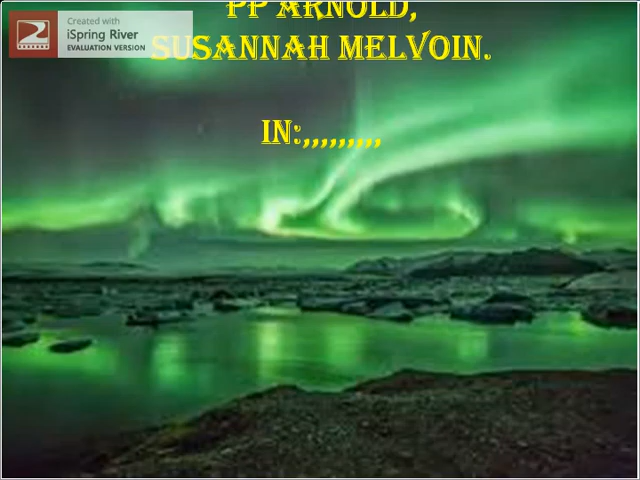 Created with
iSpring River
EVALUATION VERSION
PP ARNOLD,
SUSANNAH MELVOIN.
IN:,,,,,,,,,